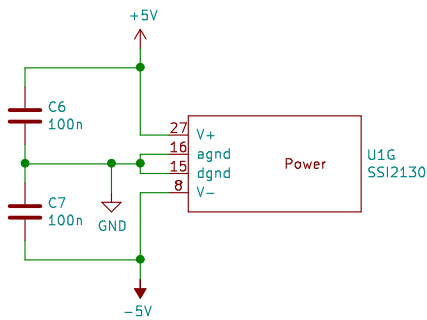 +5V
C6
100n
27
V+
16
agnd
15
dgnd
8
V-
Power
U1G
SSI2130
C7
100n
GND
-5V